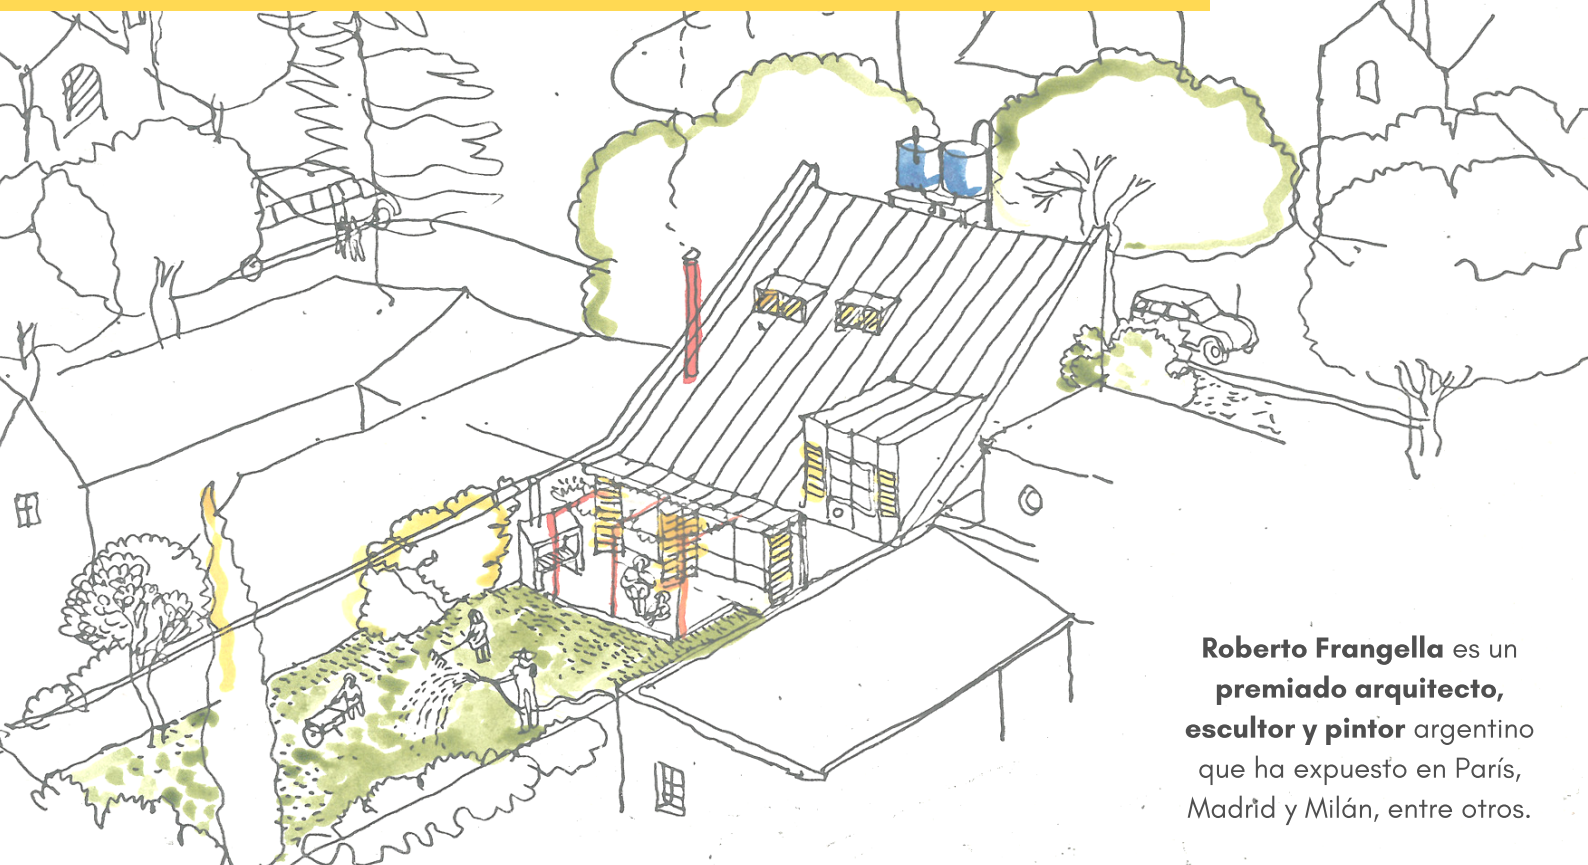 Roberto Frangella es un
premiado arquitecto,
escultor y pintor argentino
que ha expuesto en París,
Madrid y Milán, entre otros.